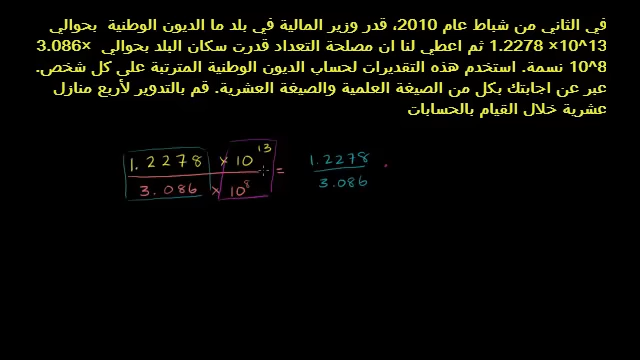 في الثاني من شباط عام 2010، قدر وزير المالية في بلد ما الديون الوطنية بحوالي
1.2278 ×10^13 ثم اعطي لنا ان مصلحة التعداد قدرت سكان البلد بحوالي 3.086×
10^8 نسمة. استخدم هذه التقديرات لحساب الديون الوطنية المترتبة على كل شخص.
عبر عن اجابتك بكل من الصيغة العلمية والصيغة العشرية. قم بالتدوير لأربع منازل
عشرية خلال القيام بالحسابات
1.2278 × 10^13 = 1.2278 ·
3.086 × 10^8 3.086